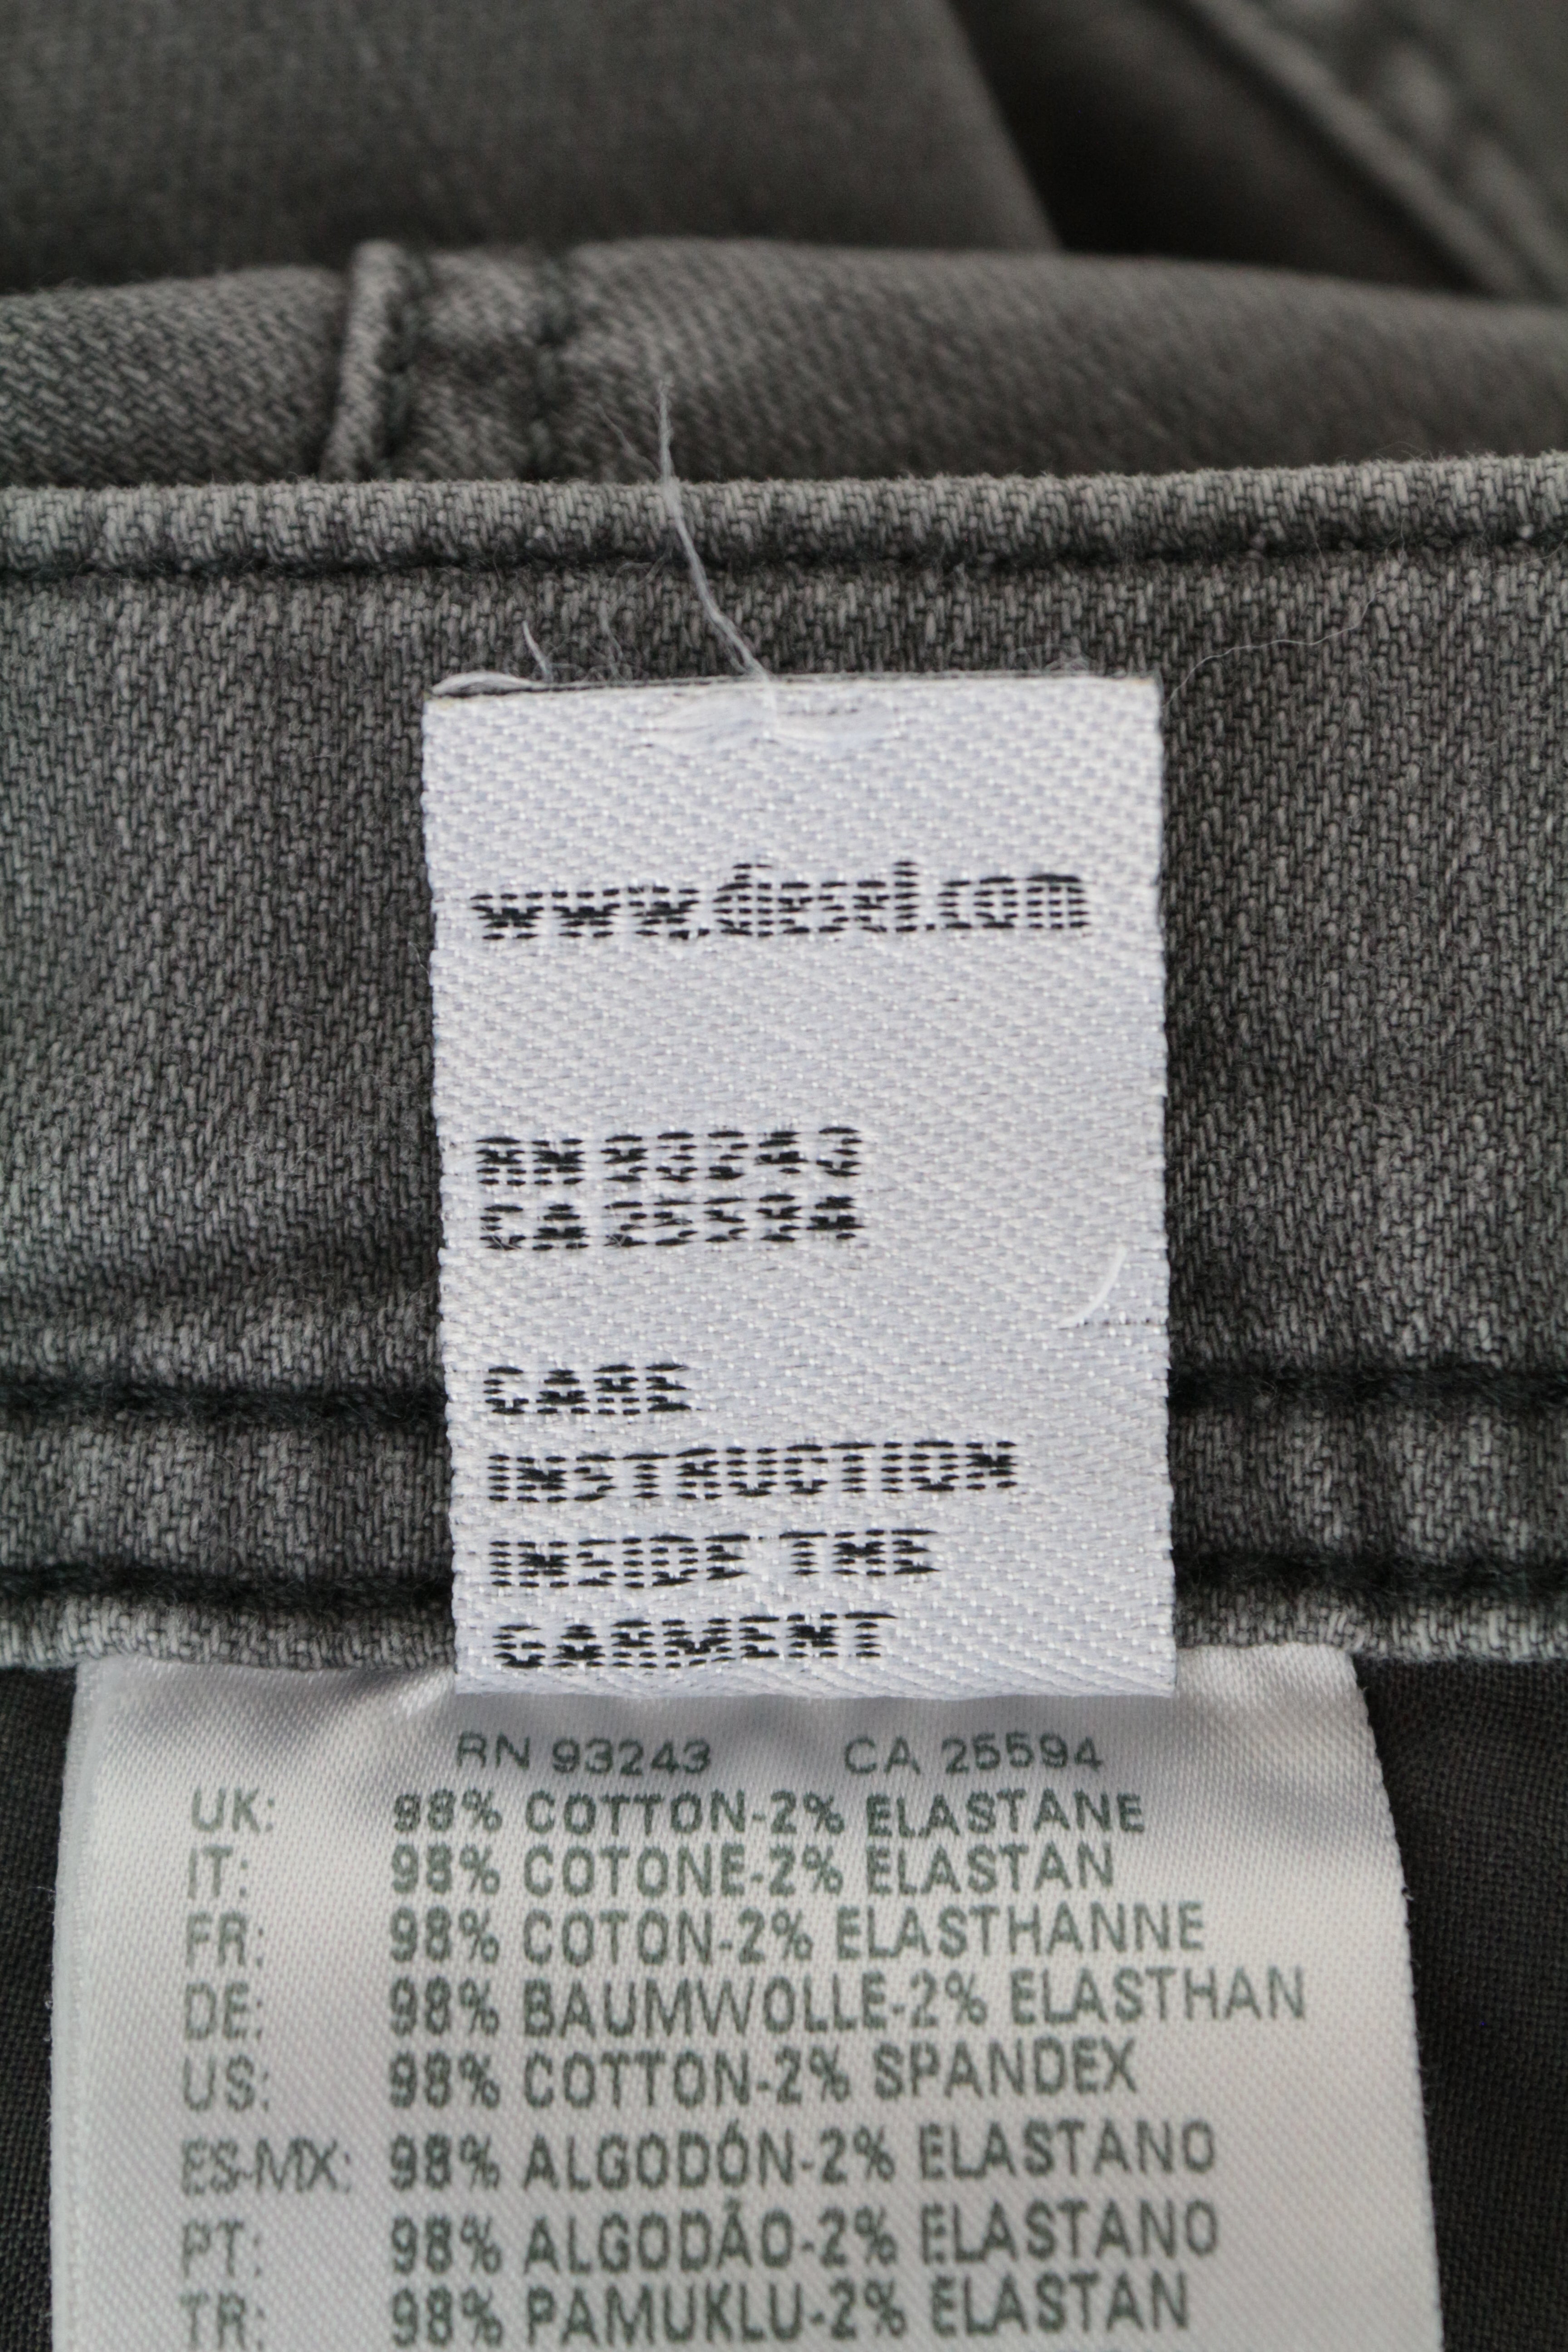 www.diesel.com
RN 93243
CA 25594
CARE
INSTRUCTION
INSIDE THE
GARMENT
RN 93243 CA 25594
UK: 98% COTTON-2% ELASTANE
IT: 98% COTONE-2% ELASTAN
FR: 98% COTON-2% ELASTHANNE
DE: 98% BAUMWOLLE-2% ELASTHAN
US: 98% COTTON-2% SPANDEX
ES-MX: 98% ALGODÓN-2% ELASTANO
PT: 98% ALGODÃO-2% ELASTANO
TR: 98% PAMUKLU-2% ELASTAN